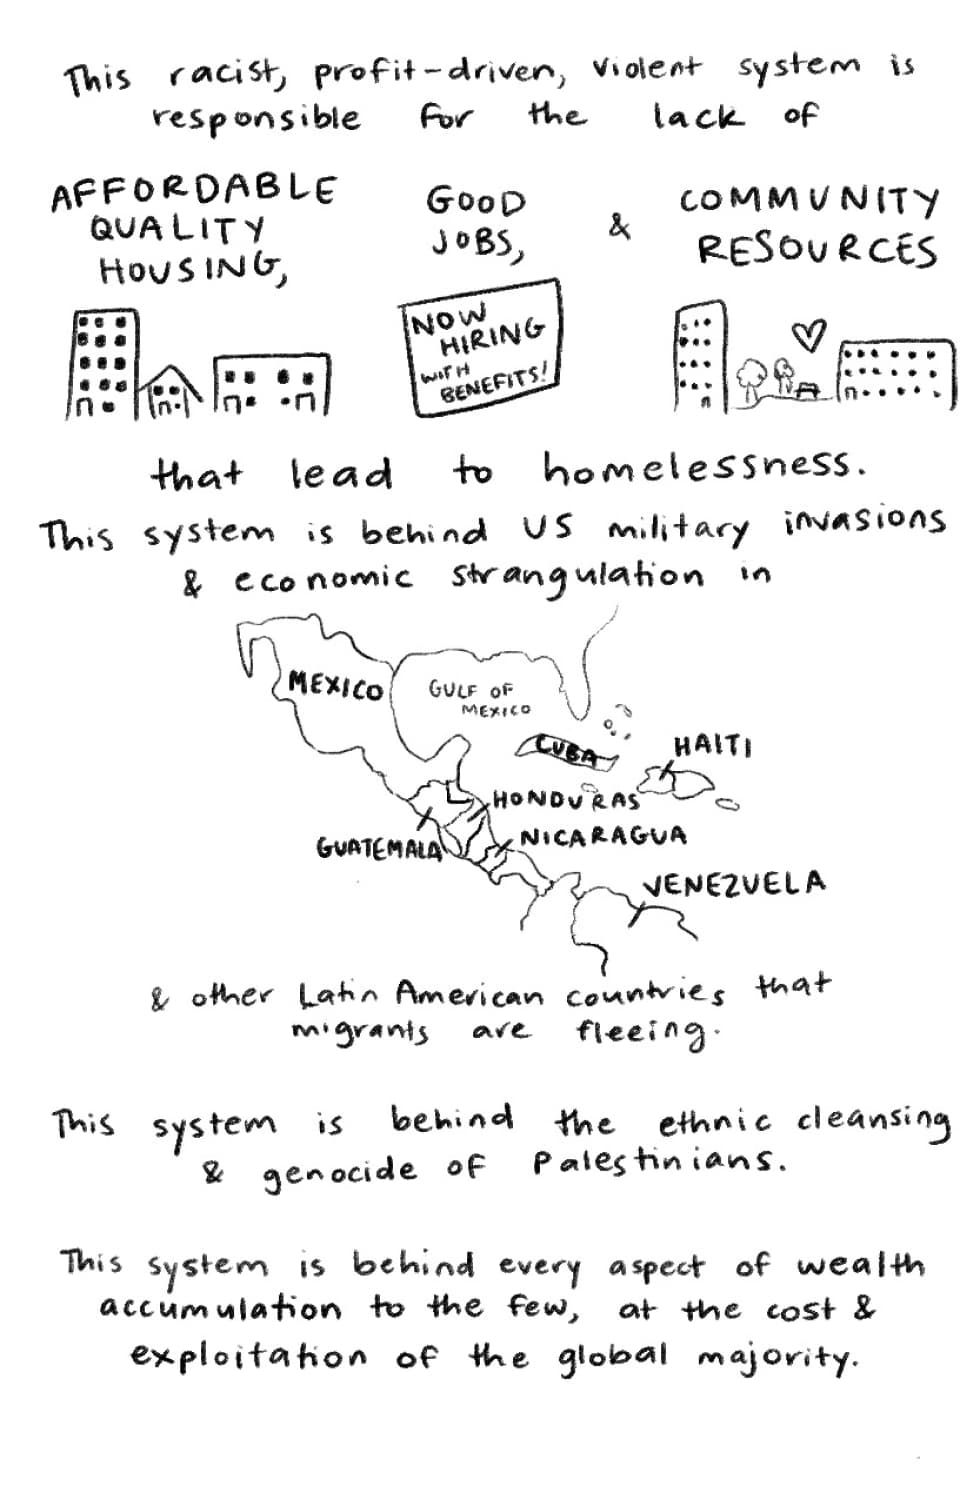 This racist, profit-driven, violent system is
responsible for the lack of
AFFORDABLE
QUALITY
HOUSING,
GOOD
JOBS,
&
COMMUNITY
RESOURCES
NOW
HIRING
WITH
BENEFITS!
that lead to homelessness.
This system is behind US military invasions
& economic strangulation in
MEXICO
GULF OF
MEXICO
CUBA
HAITI
HONDURAS
GUATEMALA
NICARAGUA
VENEZUELA
& other Latin American countries that
migrants are fleeing.
This system is behind the ethnic cleansing
& genocide of Palestinians.
This system is behind every aspect of wealth
accumulation to the few, at the cost &
exploitation of the global majority.